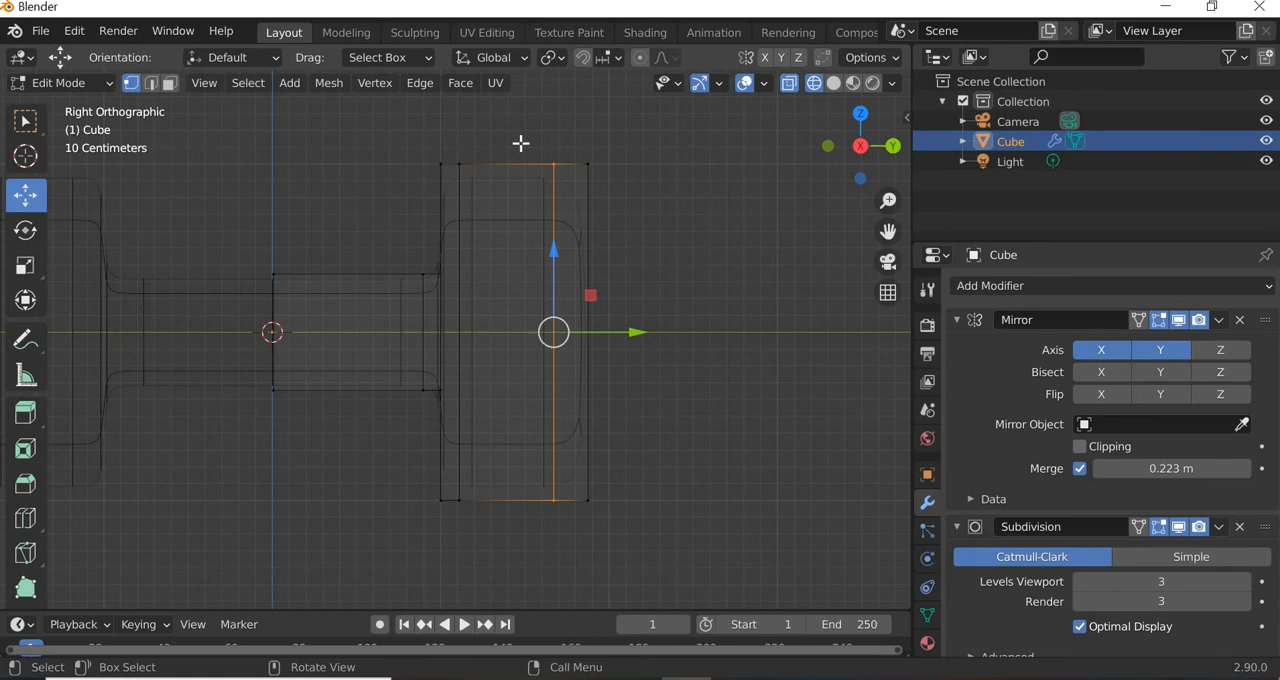 Blender
File Edit Render Window Help Layout Modeling Sculpting UV Editing Texture Paint Shading Animation Rendering Compos Scene View Layer
Orientation: Default Drag: Select Box Global X Y Z Options
Edit Mode View Select Add Mesh Vertex Edge Face UV
Right Orthographic
(1) Cube
10 Centimeters
Z
X
Y
Scene Collection
Collection
Camera
Cube
Light
Cube
Add Modifier
Mirror
Axis X Y Z
Bisect X Y Z
Flip X Y Z
Mirror Object
Clipping
Merge 0.223 m
Data
Subdivision
Catmull-Clark Simple
Levels Viewport 3
Render 3
Optimal Display
Playback Keying View Marker 1 Start 1 End 250
Select Box Select Rotate View Call Menu 2.90.0